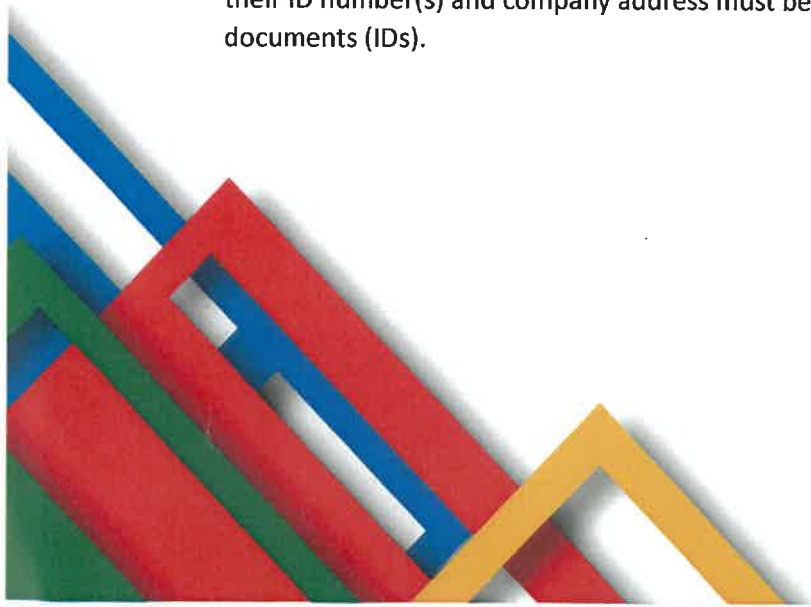 their ID number(s) and company address must be
documents (IDs).